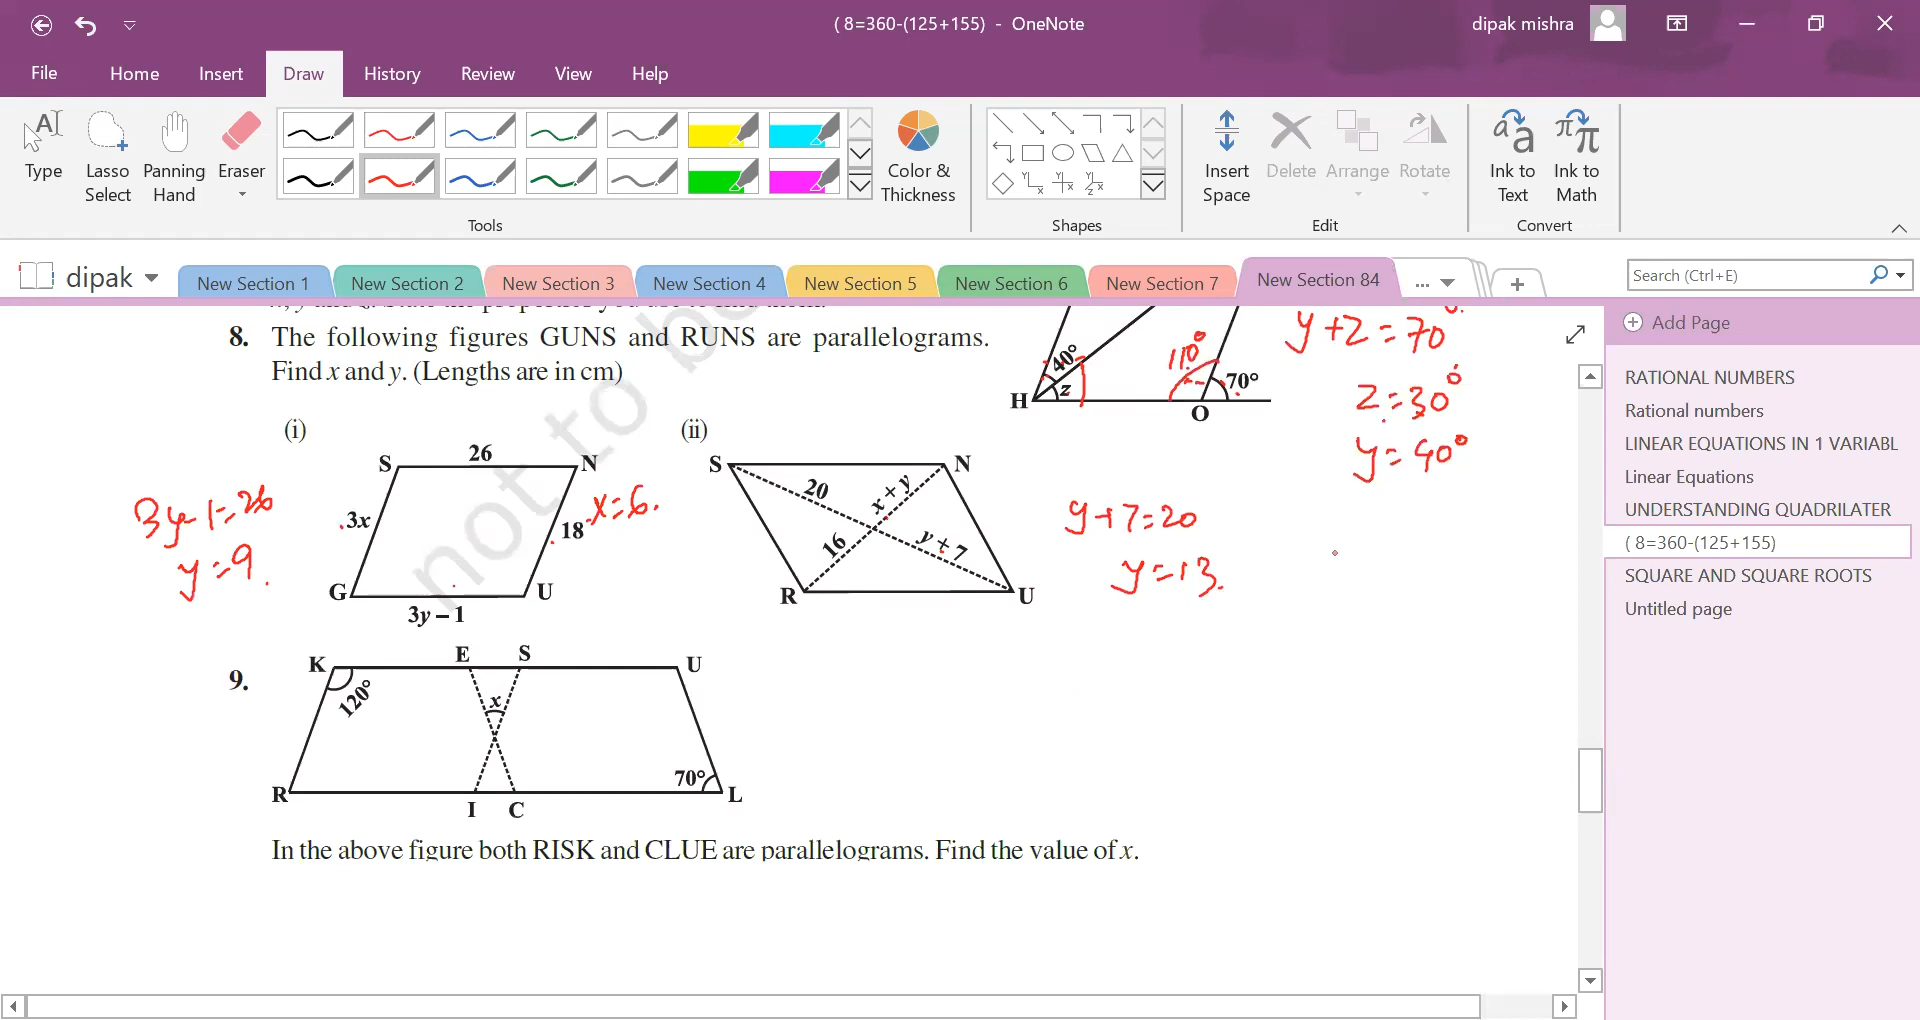 ( 8=360-(125+155) - OneNote
dipak mishra
File Home Insert Draw History Review View Help
Type
Lasso Select
Panning Hand
Eraser
Color & Thickness
Insert Space
Delete
Arrange
Rotate
Ink to Text
Ink to Math
Tools
Shapes
Edit
Convert
dipak
New Section 1
New Section 2
New Section 3
New Section 4
New Section 5
New Section 6
New Section 7
New Section 84
...
Search (Ctrl+E)
Add Page
RATIONAL NUMBERS
Rational numbers
LINEAR EQUATIONS IN 1 VARIABL
Linear Equations
UNDERSTANDING QUADRILATER
( 8=360-(125+155)
SQUARE AND SQUARE ROOTS
Untitled page
8. The following figures GUNS and RUNS are parallelograms.
Find x and y. (Lengths are in cm)
40°
z
110°
70°
H
O
y+z=70°
z=30°
y=40°
(i)
S 26 N
3x
18
G U
3y – 1
3y-1=26
y=9.
x=6.
(ii)
S N
20
x + y
16
y + 7
R U
y+7=20
y=13.
not to be
9.
K E S U
120°
x
70°
R I C L
In the above figure both RISK and CLUE are parallelograms. Find the value of x.